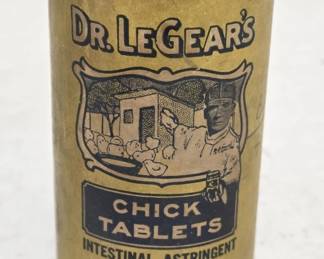 DR. LEGEAR'S
CHICK
TABLETS
INTESTINAL ASTRINGENT